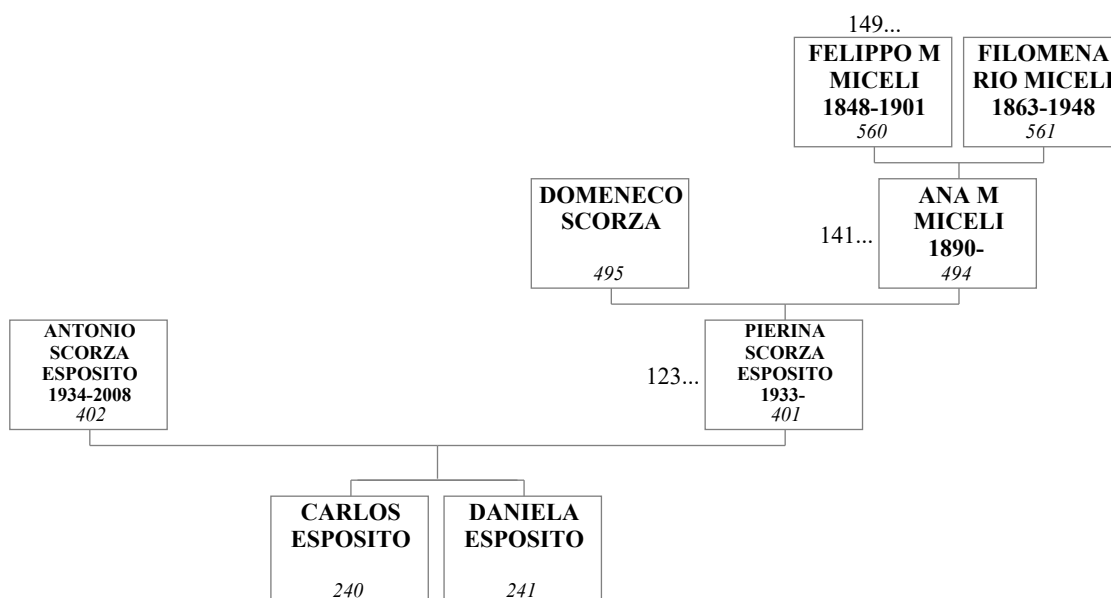 149...
FELIPPO M
MICELI
1848-1901
560
FILOMENA
RIO MICELI
1863-1948
561
DOMENECO
SCORZA
495
141...
ANA M
MICELI
1890-
494
ANTONIO
SCORZA
ESPOSITO
1934-2008
402
123...
PIERINA
SCORZA
ESPOSITO
1933-
401
CARLOS
ESPOSITO
240
DANIELA
ESPOSITO
241